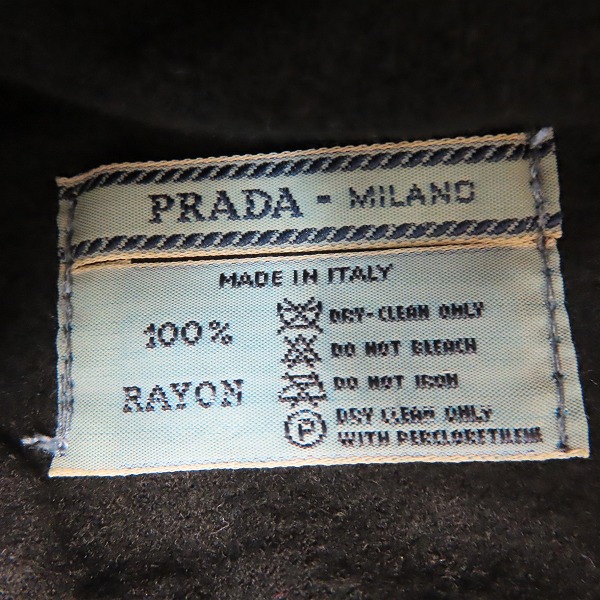 PRADA - MILANO
MADE IN ITALY
100%
RAYON
DRY-CLEAN ONLY
DO NOT BLEACH
DO NOT IRON
P
DRY CLEAN ONLY
WITH PERCLORETILENE